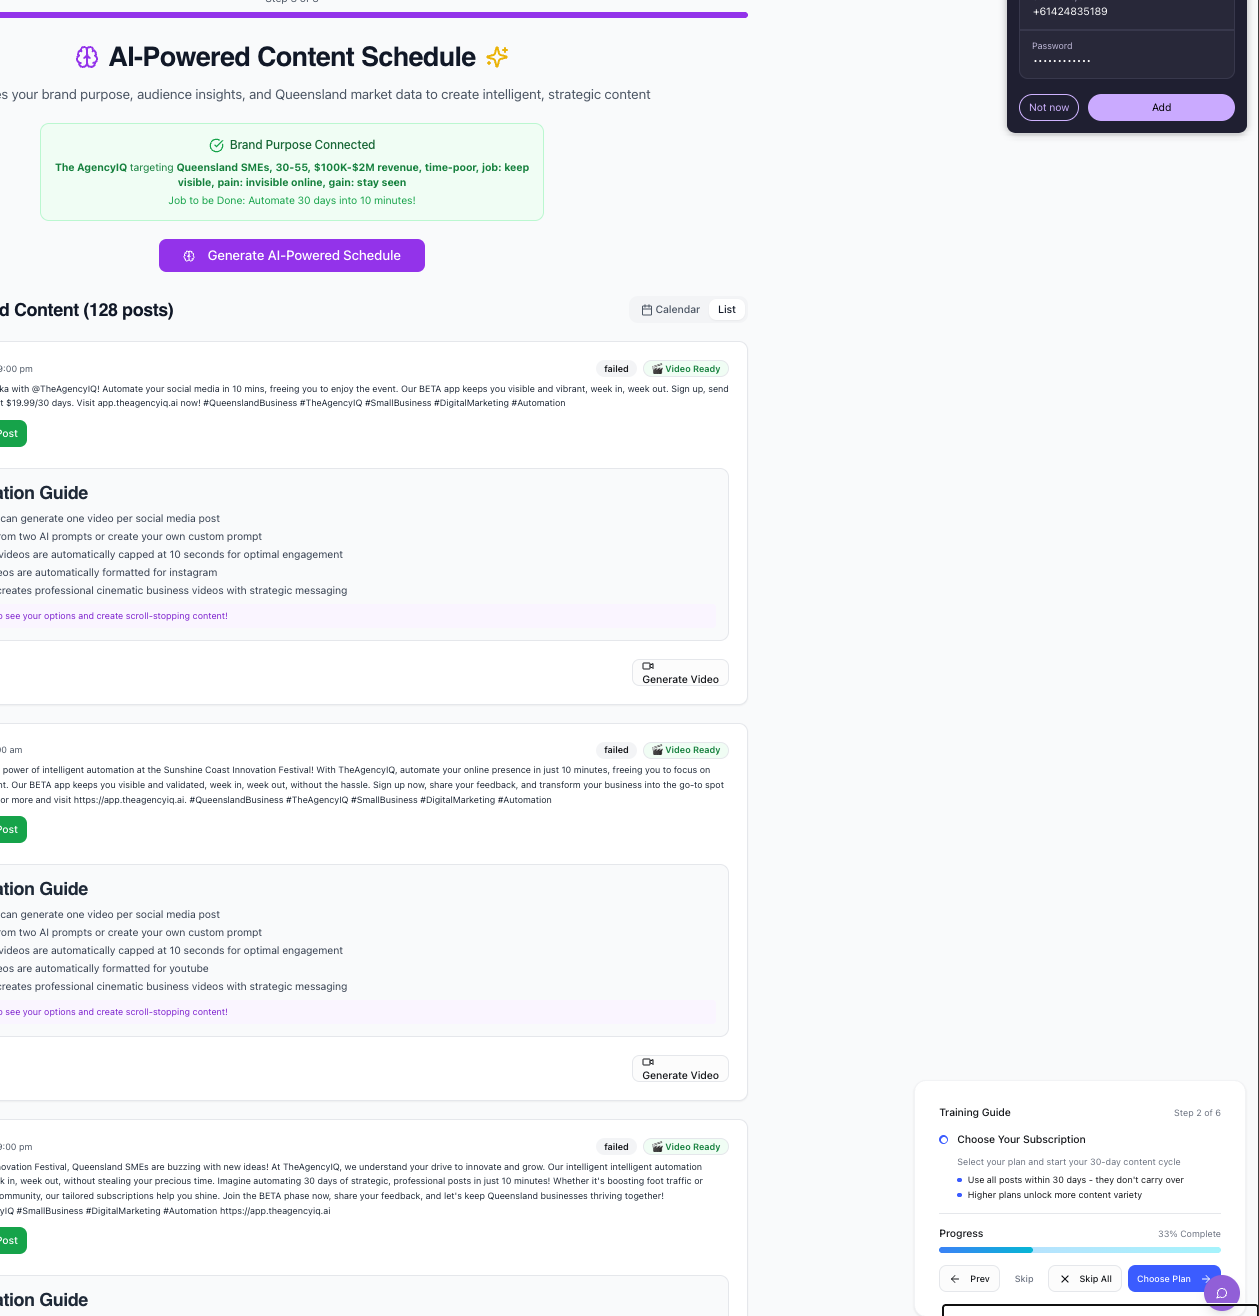 +61424835189
Password
••••••••••••
Not now
Add
AI-Powered Content Schedule
your brand purpose, audience insights, and Queensland market data to create intelligent, strategic content
Brand Purpose Connected
The AgencyIQ targeting Queensland SMEs, 30-55, $100K-$2M revenue, time-poor, job: keep
visible, pain: invisible online, gain: stay seen
Job to be Done: Automate 30 days into 10 minutes!
Generate AI-Powered Schedule
Content (128 posts)
Calendar
List
9:00 pm
failed
Video Ready
with @TheAgencyIQ! Automate your social media in 10 mins, freeing you to enjoy the event. Our BETA app keeps you visible and vibrant, week in, week out. Sign up, send
$19.99/30 days. Visit app.theagencyiq.ai now! #QueenslandBusiness #TheAgencyIQ #SmallBusiness #DigitalMarketing #Automation
Post
Guide
can generate one video per social media post
from two AI prompts or create your own custom prompt
videos are automatically capped at 10 seconds for optimal engagement
are automatically formatted for instagram
creates professional cinematic business videos with strategic messaging
see your options and create scroll-stopping content!
Generate Video
am
failed
Video Ready
power of intelligent automation at the Sunshine Coast Innovation Festival! With TheAgencyIQ, automate your online presence in just 10 minutes, freeing you to focus on
Our BETA app keeps you visible and validated, week in, week out, without the hassle. Sign up now, share your feedback, and transform your business into the go-to spot
or more and visit https://app.theagencyiq.ai. #QueenslandBusiness #TheAgencyIQ #SmallBusiness #DigitalMarketing #Automation
Post
Guide
can generate one video per social media post
from two AI prompts or create your own custom prompt
videos are automatically capped at 10 seconds for optimal engagement
are automatically formatted for youtube
creates professional cinematic business videos with strategic messaging
see your options and create scroll-stopping content!
Generate Video
9:00 pm
failed
Video Ready
Festival, Queensland SMEs are buzzing with new ideas! At TheAgencyIQ, we understand your drive to innovate and grow. Our intelligent intelligent automation
in, week out, without stealing your precious time. Imagine automating 30 days of strategic, professional posts in just 10 minutes! Whether it's boosting foot traffic or
our tailored subscriptions help you shine. Join the BETA phase now, share your feedback, and let's keep Queensland businesses thriving together!
#SmallBusiness #DigitalMarketing #Automation https://app.theagencyiq.ai
Post
Guide
Training Guide
Step 2 of 6
Choose Your Subscription
Select your plan and start your 30-day content cycle
Use all posts within 30 days - they don't carry over
Higher plans unlock more content variety
Progress
33% Complete
Prev
Skip
Skip All
Choose Plan